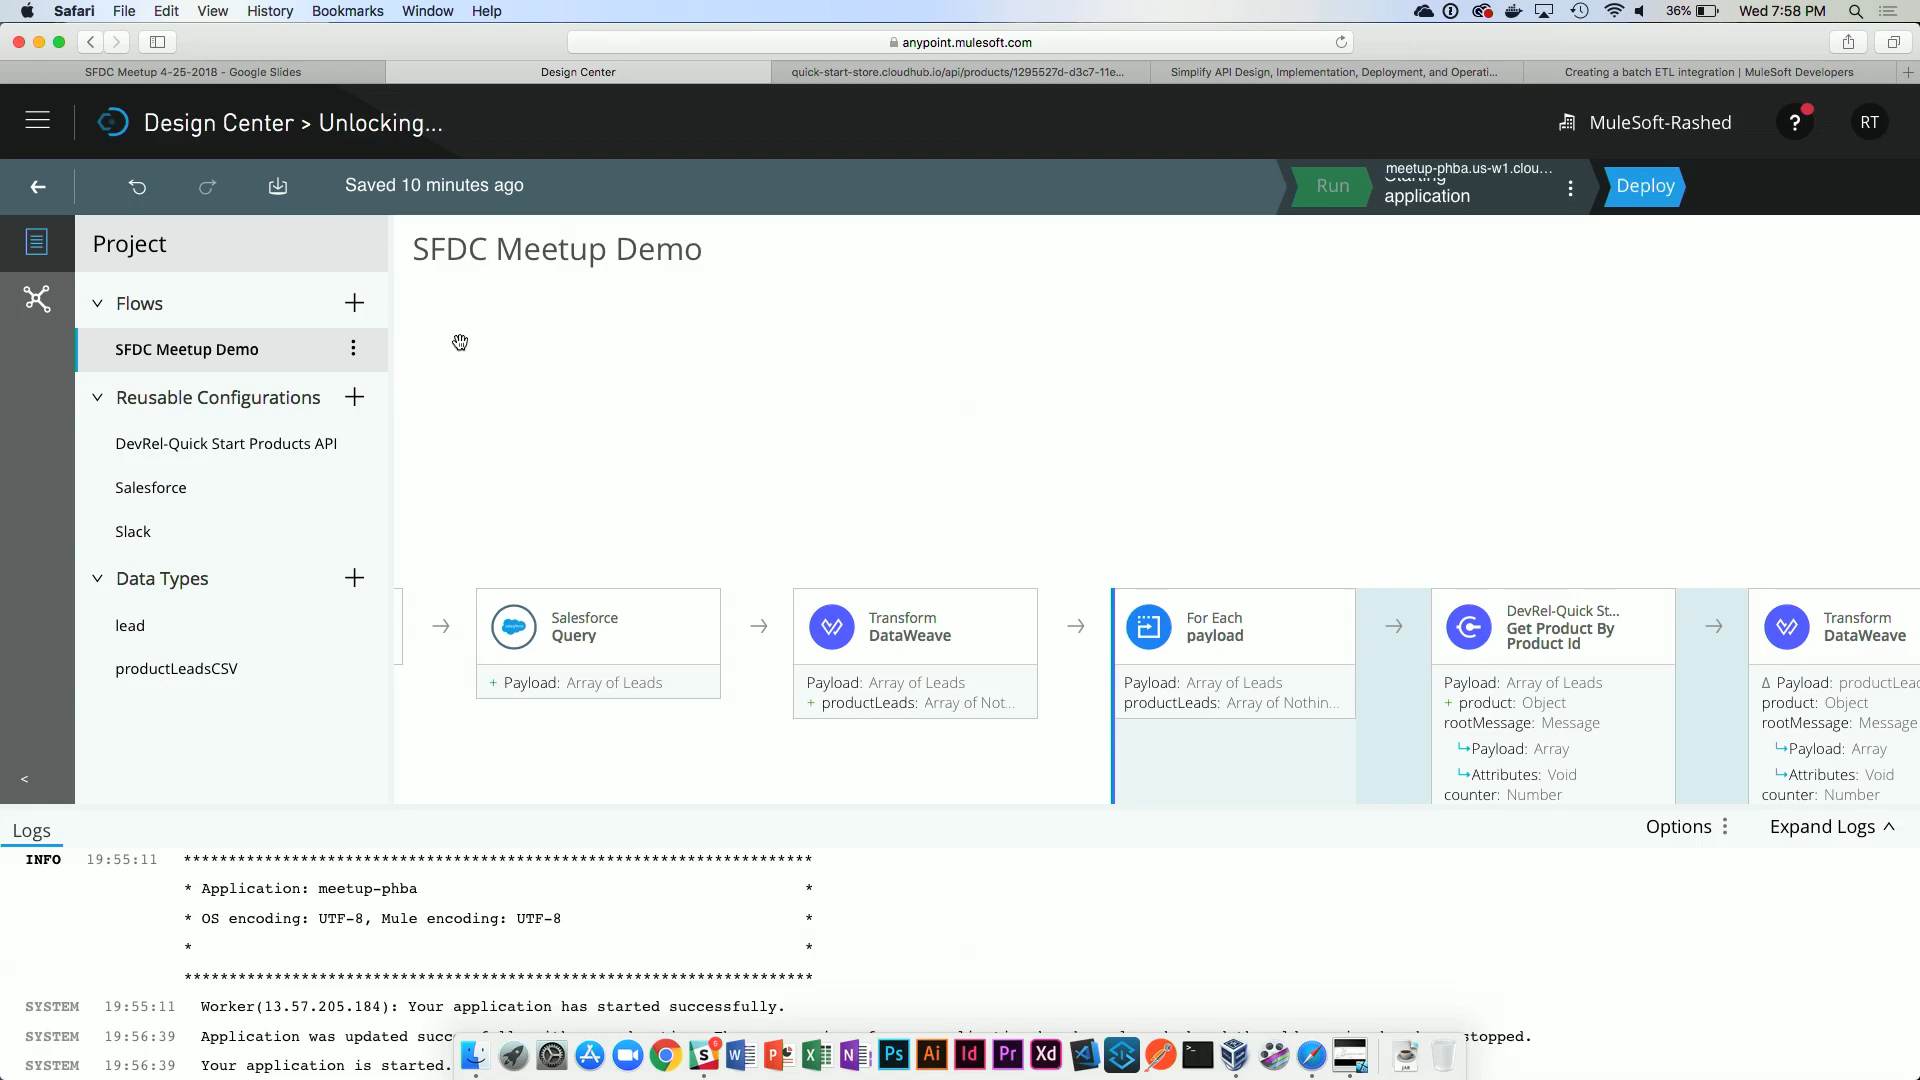 Safari File Edit View History Bookmarks Window Help 36% Wed 7:58 PM
anypoint.mulesoft.com
SFDC Meetup 4-25-2018 - Google Slides
Design Center
quick-start-store.cloudhub.io/api/products/1295527d-d3c7-11e...
Simplify API Design, Implementation, Deployment, and Operati...
Creating a batch ETL integration | MuleSoft Developers
Design Center > Unlocking...
MuleSoft-Rashed
?
RT
Saved 10 minutes ago
Run
meetup-phba.us-w1.clou...
Starting
application
Deploy
Project
Flows
SFDC Meetup Demo
Reusable Configurations
DevRel-Quick Start Products API
Salesforce
Slack
Data Types
lead
productLeadsCSV
<
SFDC Meetup Demo
Salesforce
Query
+ Payload: Array of Leads
Transform
DataWeave
Payload: Array of Leads
+ productLeads: Array of Not...
For Each
payload
Payload: Array of Leads
productLeads: Array of Nothin...
DevRel-Quick St...
Get Product By
Product Id
Payload: Array of Leads
+ product: Object
rootMessage: Message
Payload: Array
Attributes: Void
counter: Number
Transform
DataWeave
Δ Payload: productLea
product: Object
rootMessage: Message
Payload: Array
Attributes: Void
counter: Number
Logs
Options
Expand Logs
INFO 19:55:11 **********************************************************************
* Application: meetup-phba *
* OS encoding: UTF-8, Mule encoding: UTF-8 *
* *
**********************************************************************
SYSTEM 19:55:11 Worker(13.57.205.184): Your application has started successfully.
SYSTEM 19:56:39 Application was updated succ stopped.
SYSTEM 19:56:39 Your application is started.
6
Ps
Ai
Id
Pr
Xd